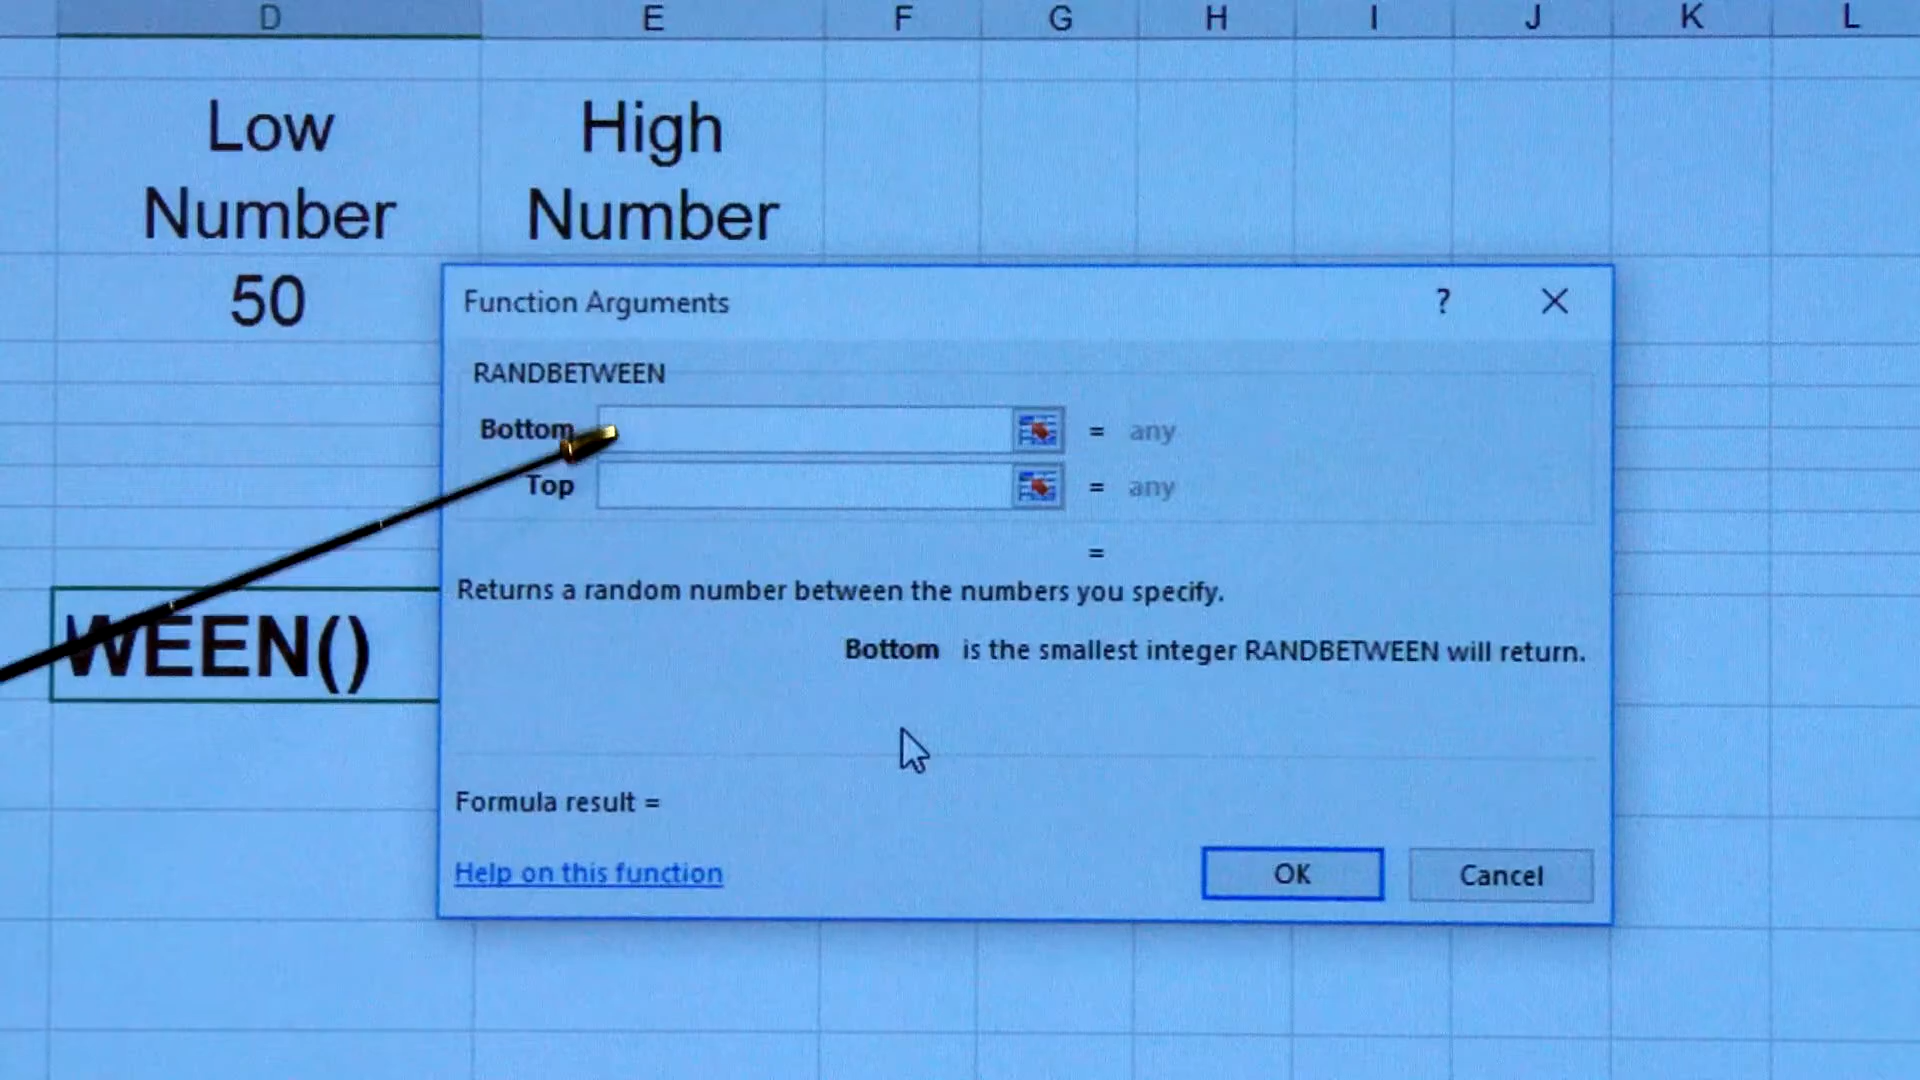 D E F G H I J K L
Low High
Number Number
50
Function Arguments ? ×
RANDBETWEEN
Bottom = any
Top = any
=
Returns a random number between the numbers you specify.
WEEN()
Bottom is the smallest integer RANDBETWEEN will return.
Formula result =
Help on this function OK Cancel